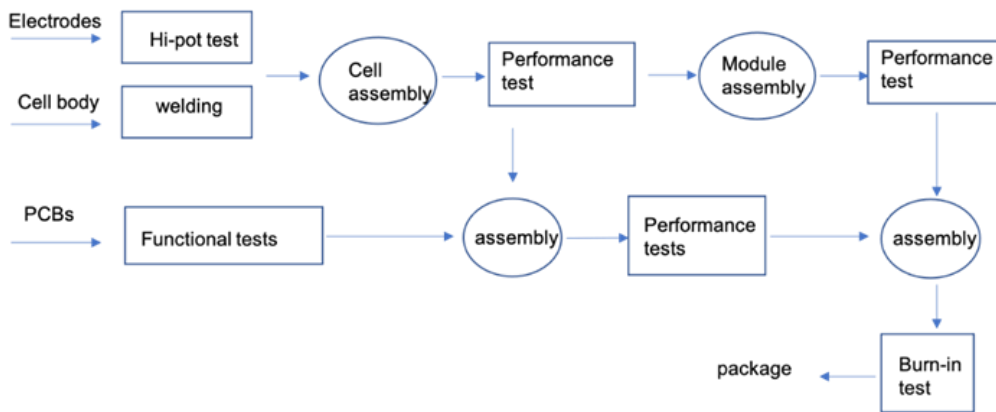 Electrodes
Hi-pot test
Cell body
welding
Cell
assembly
Performance
test
Module
assembly
Performance
test
PCBs
Functional tests
assembly
Performance
tests
assembly
Burn-in
test
package